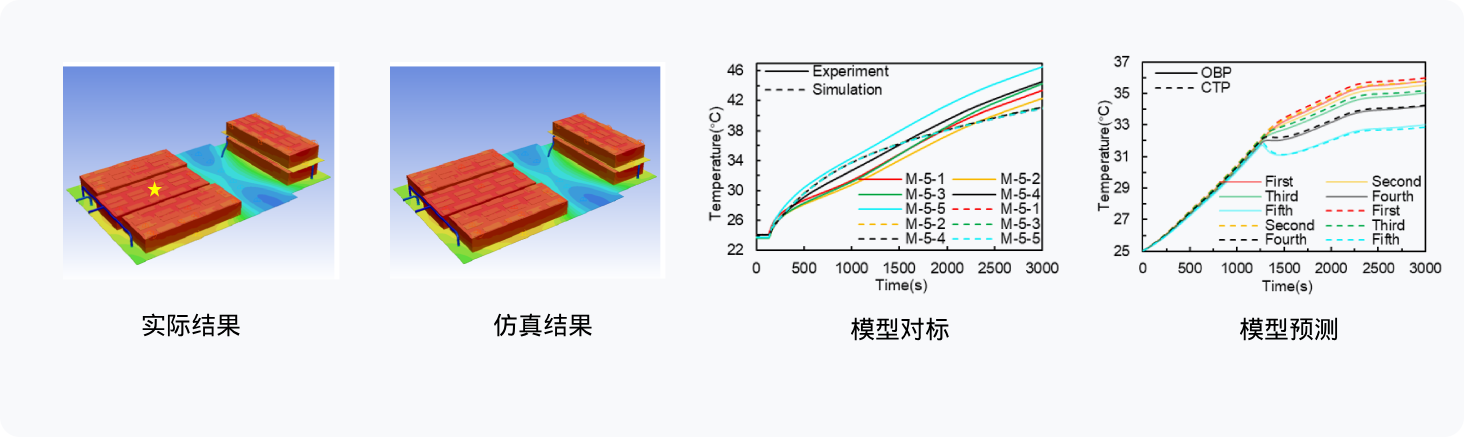 46
42
38
34
30
26
22
Temperature(°C)
Experiment
Simulation
M-5-1
M-5-2
M-5-3
M-5-4
M-5-5
M-5-1
M-5-2
M-5-3
M-5-4
M-5-5
0 500 1000 1500 2000 2500 3000
Time(s)
37
35
33
31
29
27
25
Temperature(°C)
OBP
CTP
First
Second
Third
Fourth
Fifth
First
Second
Third
Fourth
Fifth
0 500 1000 1500 2000 2500 3000
Time(s)
实际结果
仿真结果
模型对标
模型预测